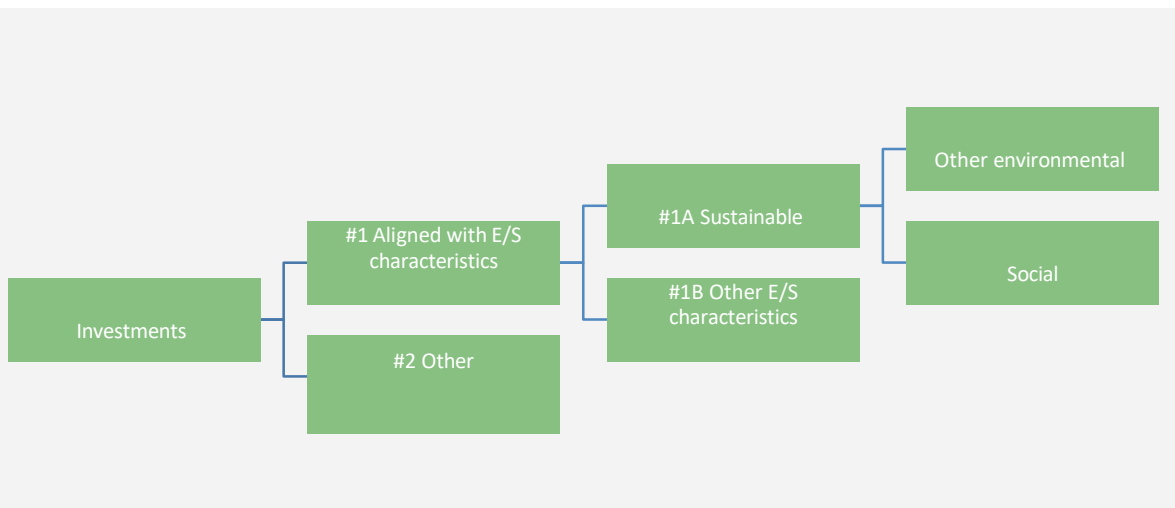 Investments
#1 Aligned with E/S
characteristics
#2 Other
#1A Sustainable
#1B Other E/S
characteristics
Other environmental
Social